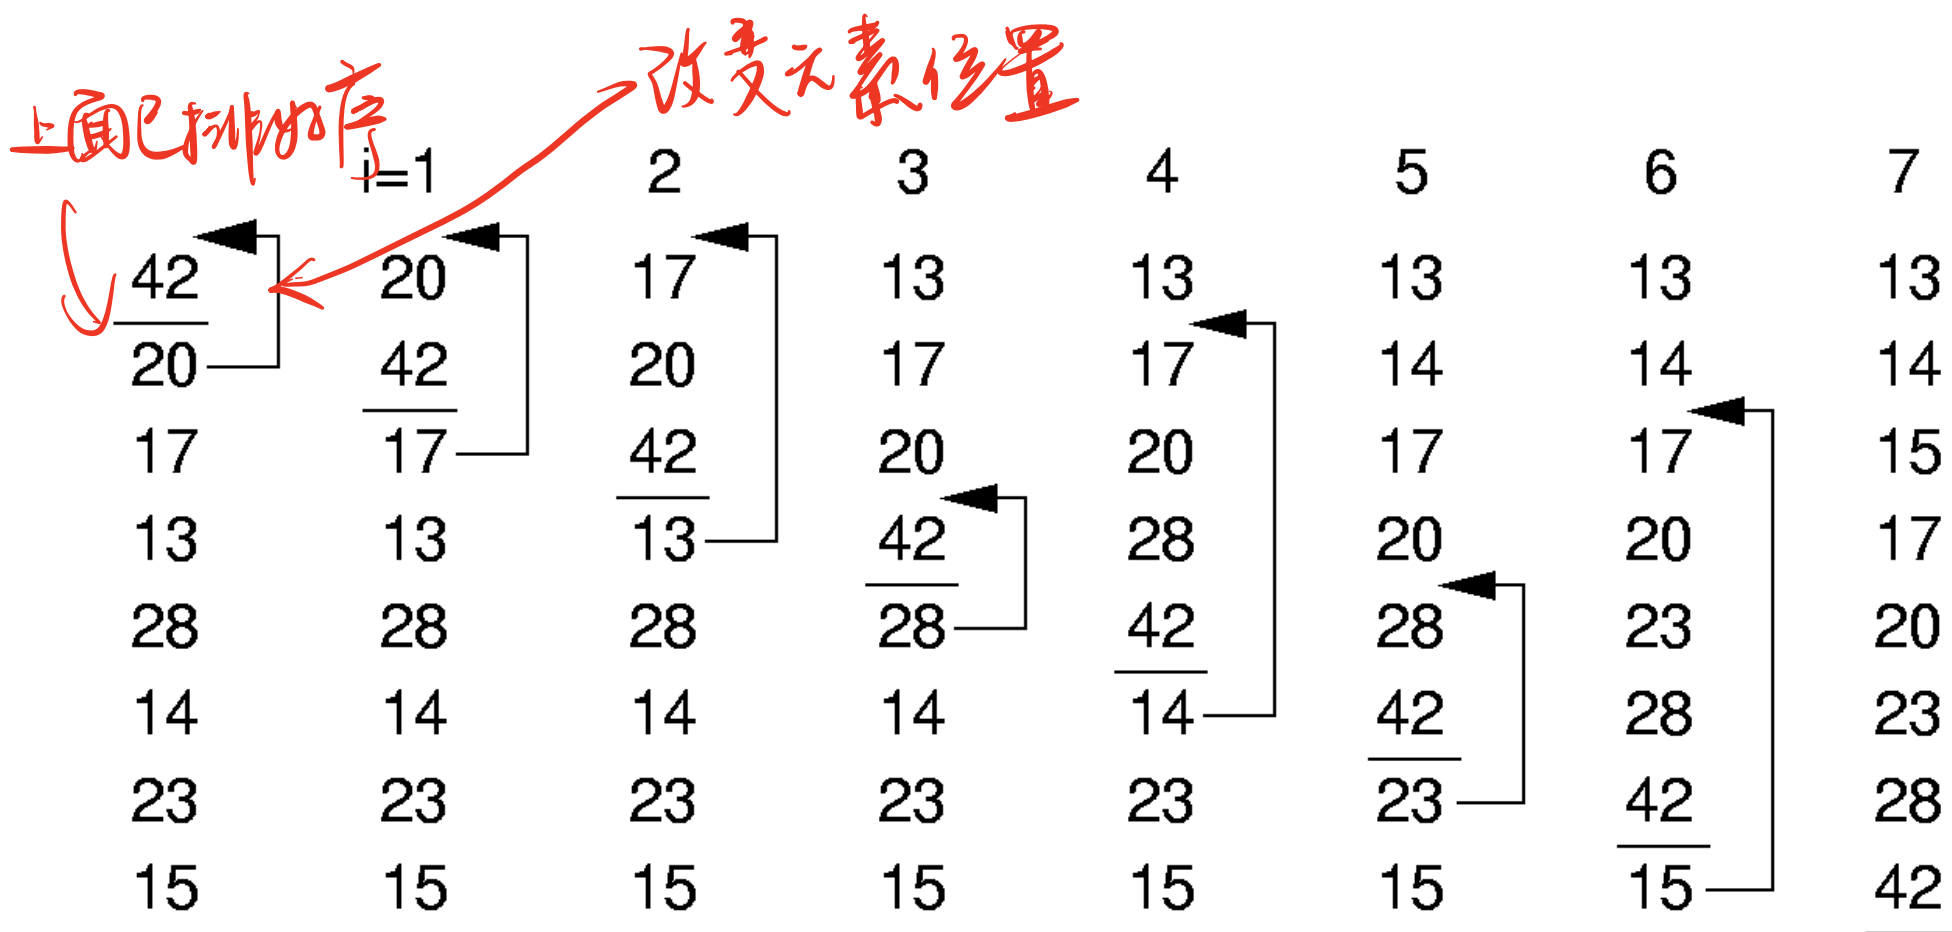 改变元素位置
上面已排好序
i=1 2 3 4 5 6 7
42 20 17 13 13 13 13 13
20 42 20 17 17 14 14 14
17 17 42 20 20 17 17 15
13 13 13 42 28 20 20 17
28 28 28 28 42 28 23 20
14 14 14 14 14 42 28 23
23 23 23 23 23 23 42 28
15 15 15 15 15 15 15 42